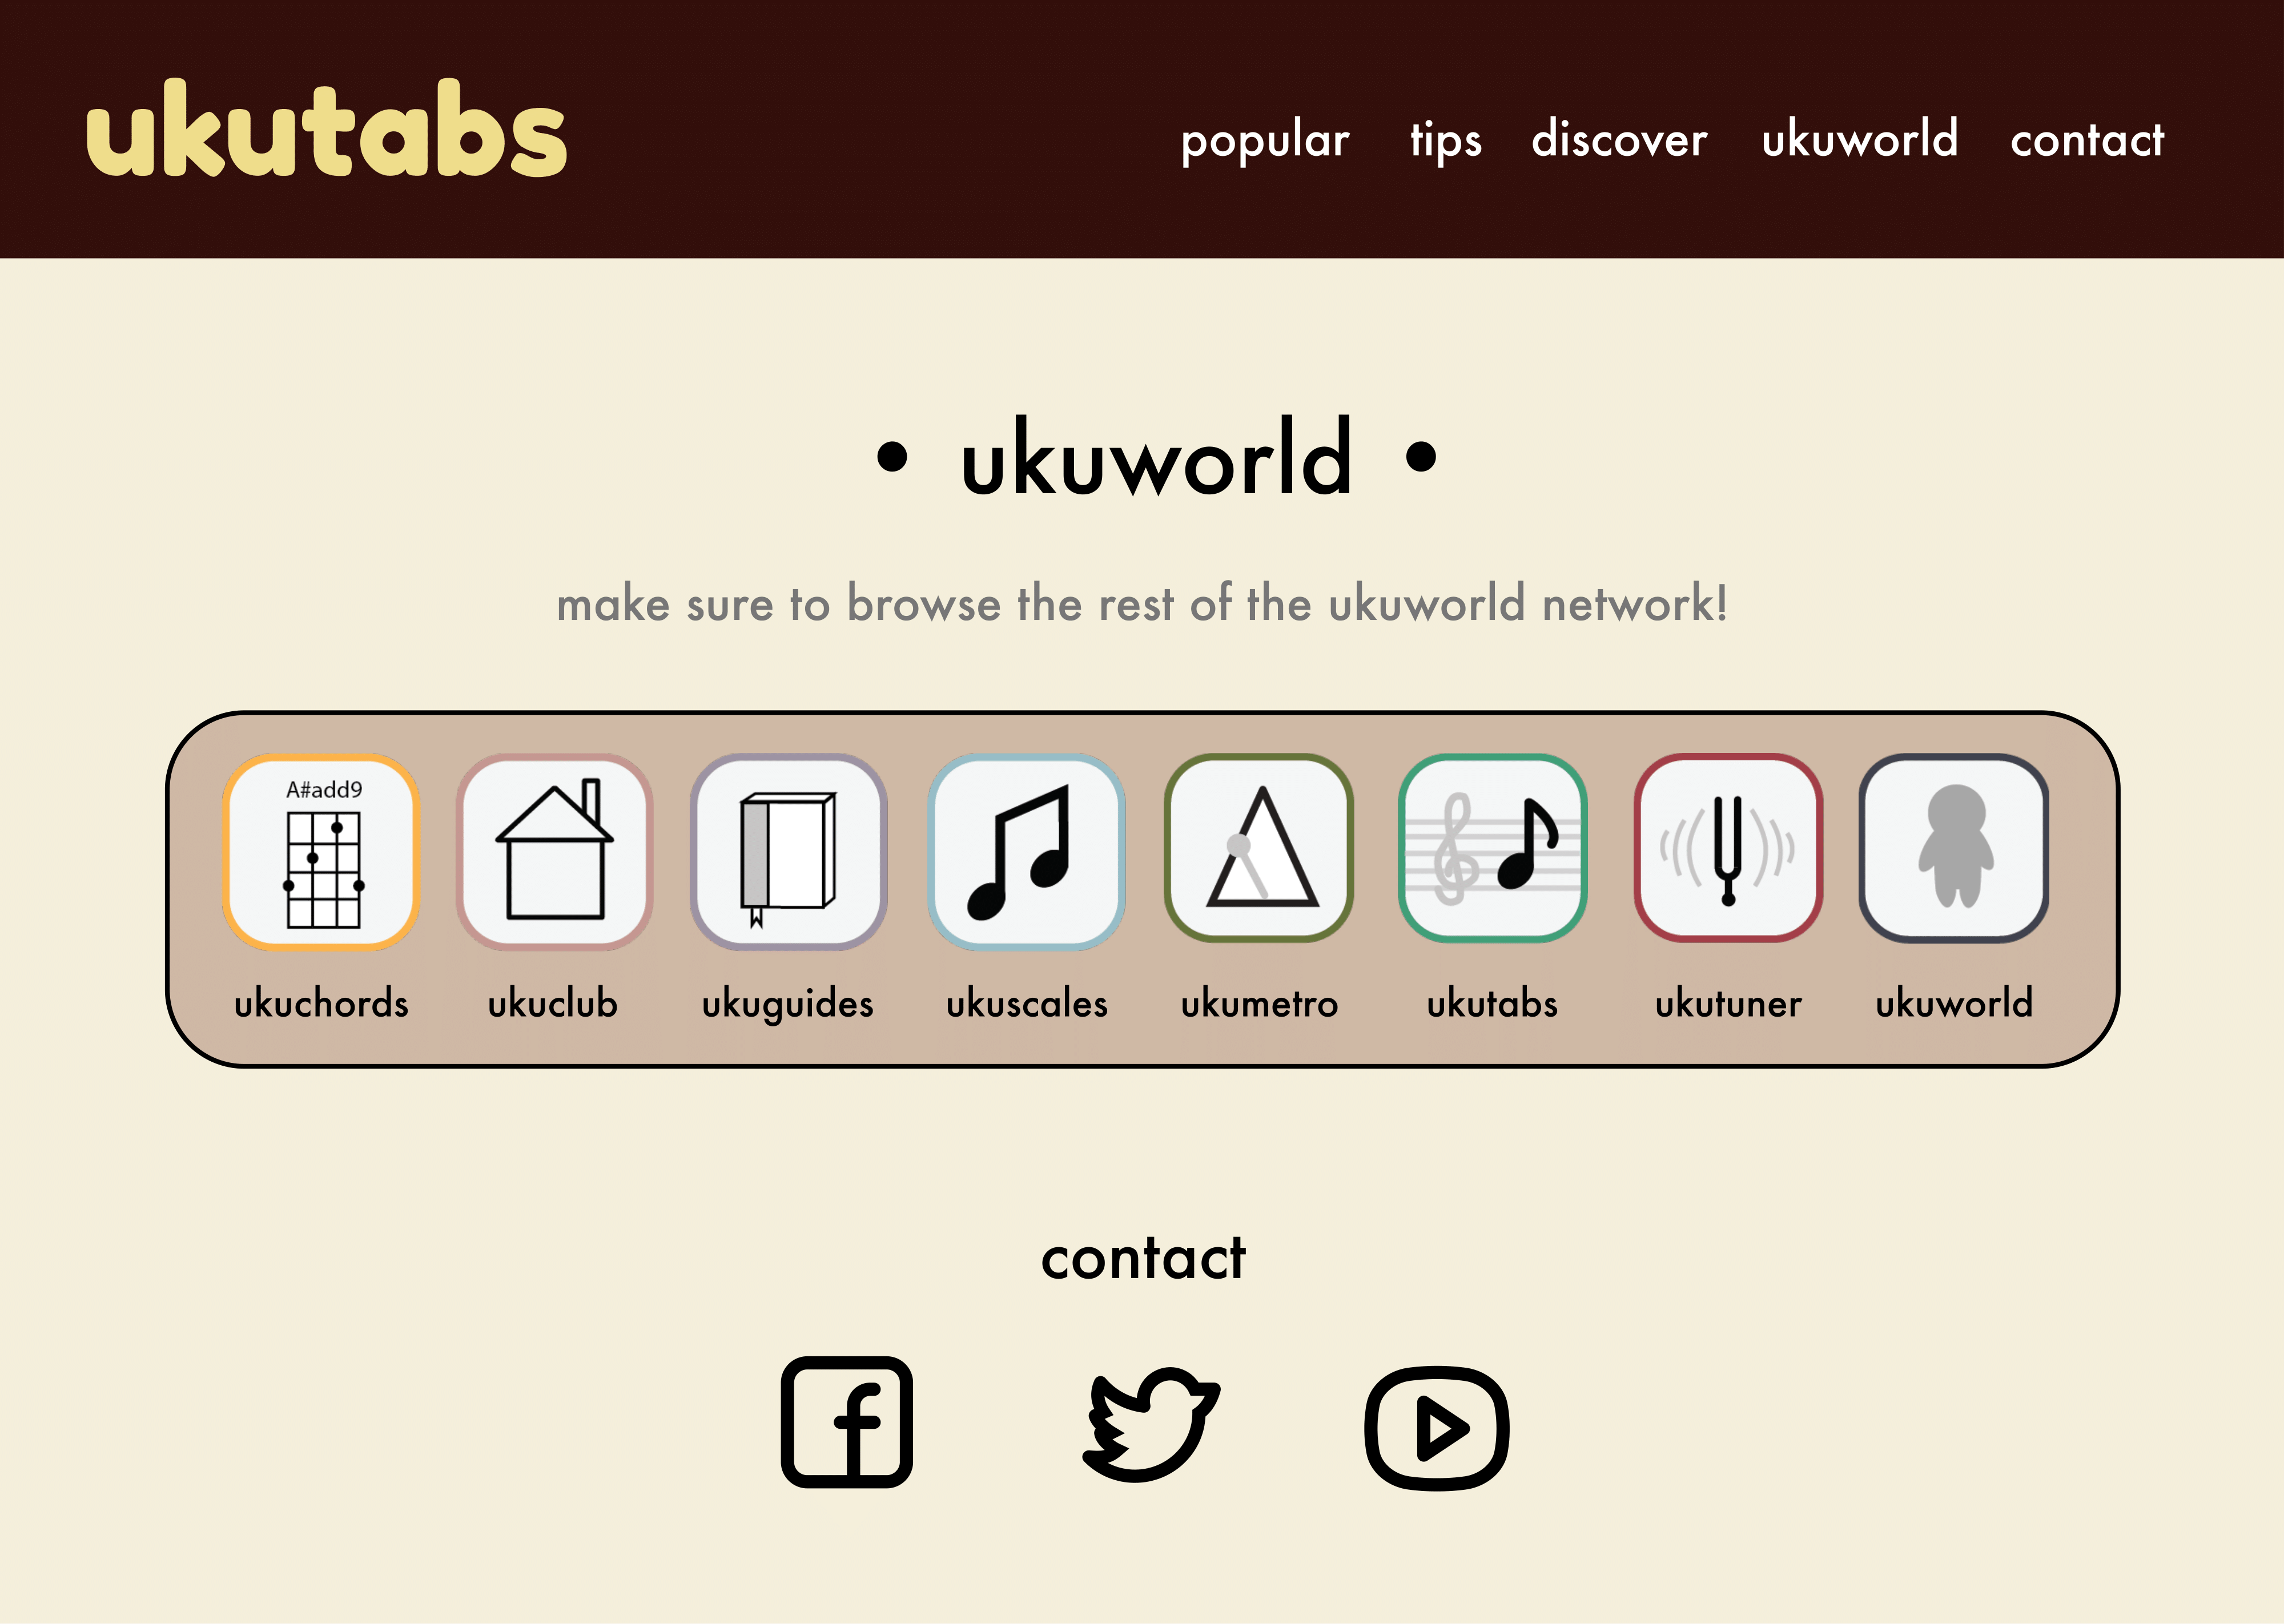 ukutabs
popular tips discover ukuworld contact
• ukuworld •
make sure to browse the rest of the ukuworld network!
A#add9
ukuchords ukuclub ukuguides ukuscales ukumetro ukutabs ukutuner ukuworld
contact